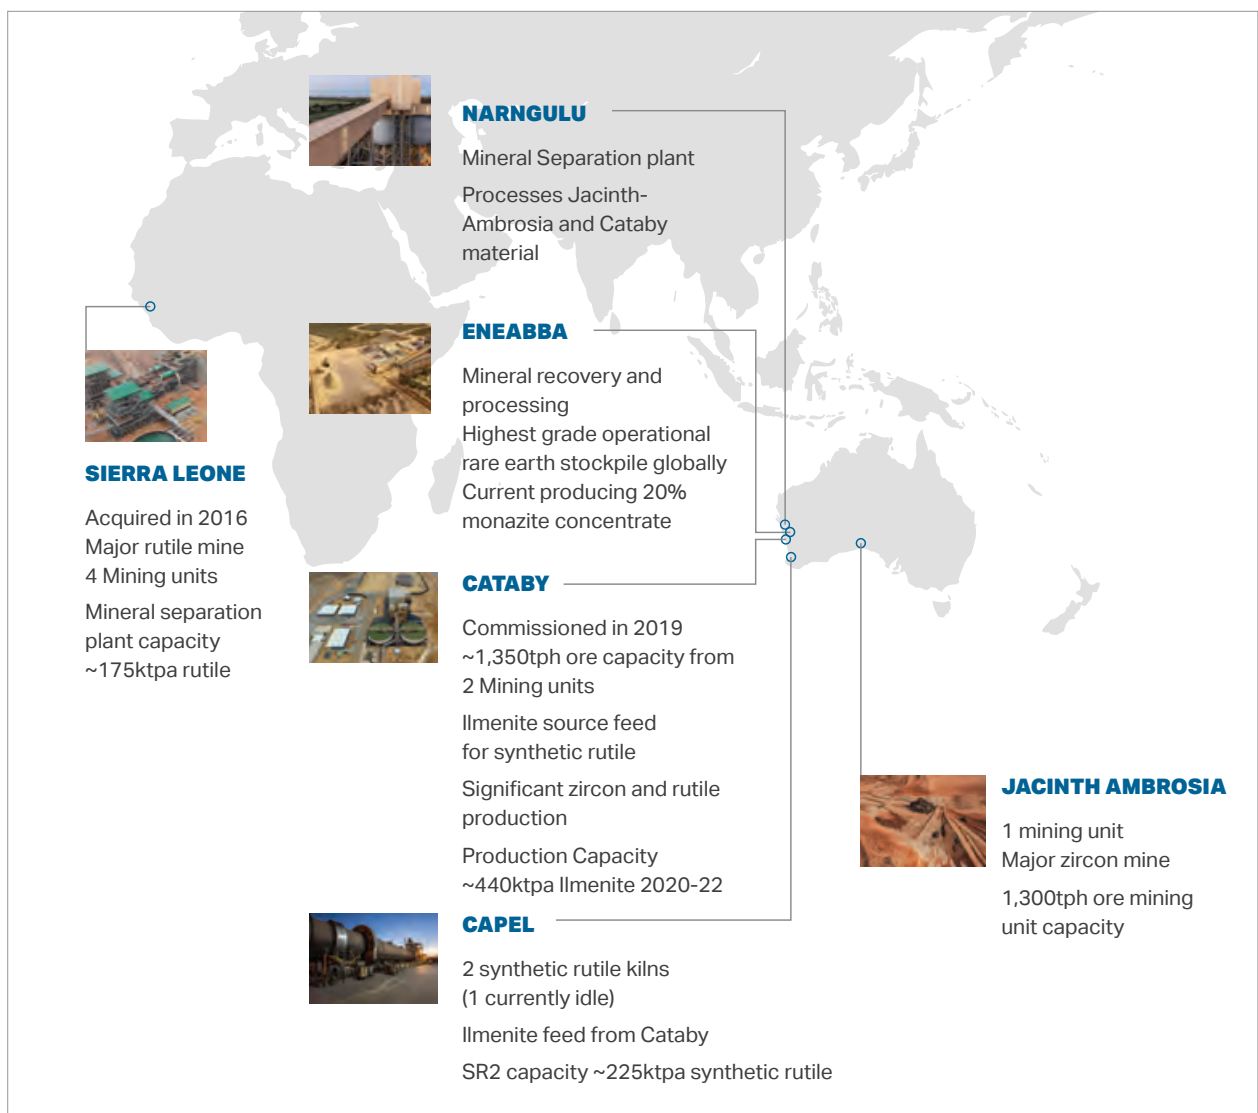 NARNGULU
Mineral Separation plant
Processes Jacinth-
Ambrosia and Cataby
material
ENEABBA
Mineral recovery and
processing
Highest grade operational
rare earth stockpile globally
Current producing 20%
monazite concentrate
SIERRA LEONE
Acquired in 2016
Major rutile mine
4 Mining units
Mineral separation
plant capacity
~175ktpa rutile
CATABY
Commissioned in 2019
~1,350tph ore capacity from
2 Mining units
Ilmenite source feed
for synthetic rutile
Significant zircon and rutile
production
Production Capacity
~440ktpa Ilmenite 2020-22
CAPEL
2 synthetic rutile kilns
(1 currently idle)
Ilmenite feed from Cataby
SR2 capacity ~225ktpa synthetic rutile
JACINTH AMBROSIA
1 mining unit
Major zircon mine
1,300tph ore mining
unit capacity